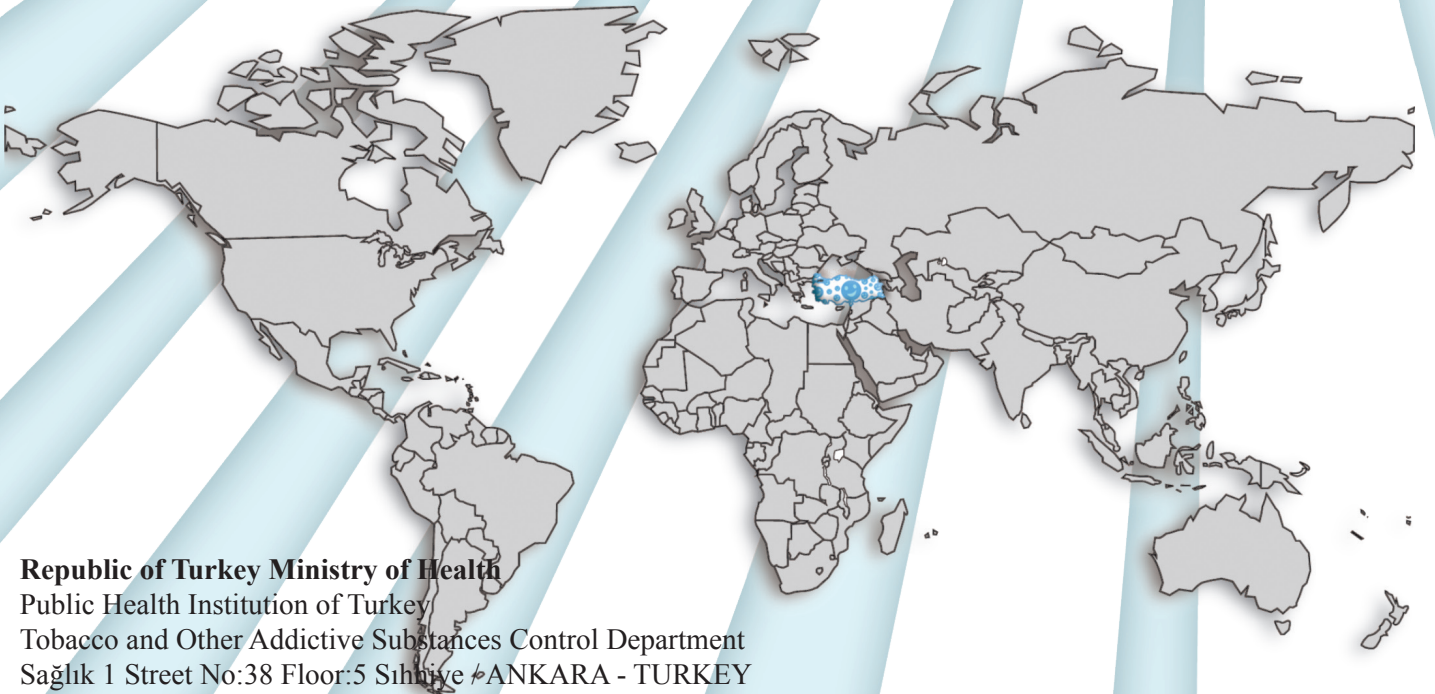 Republic of Turkey Ministry of Health
Public Health Institution of Turkey
Tobacco and Other Addictive Substances Control Department
Sağlık 1 Street No:38 Floor:5 Sıhhiye / ANKARA - TURKEY